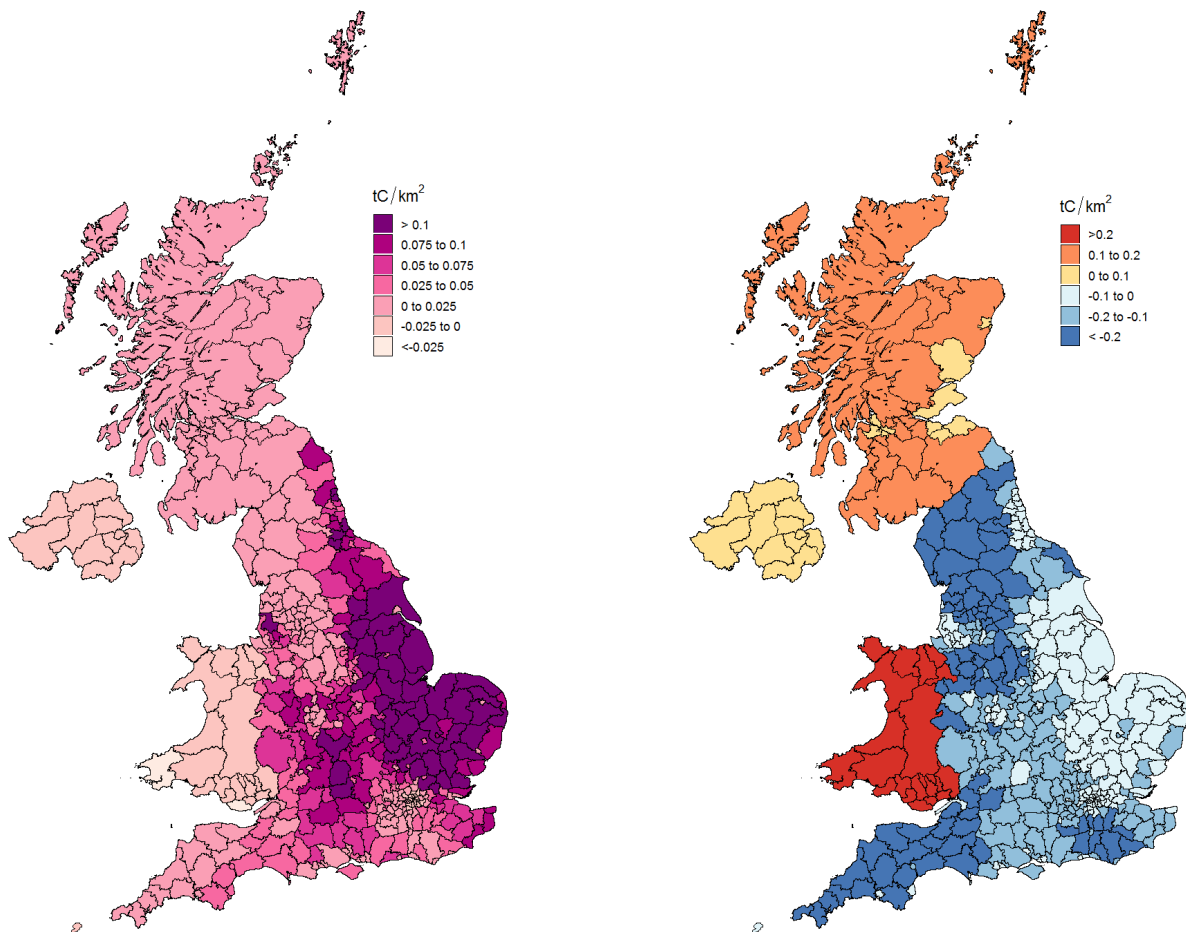 tC/km²
> 0.1
0.075 to 0.1
0.05 to 0.075
0.025 to 0.05
0 to 0.025
-0.025 to 0
<-0.025
tC/km²
>0.2
0.1 to 0.2
0 to 0.1
-0.1 to 0
-0.2 to -0.1
< -0.2